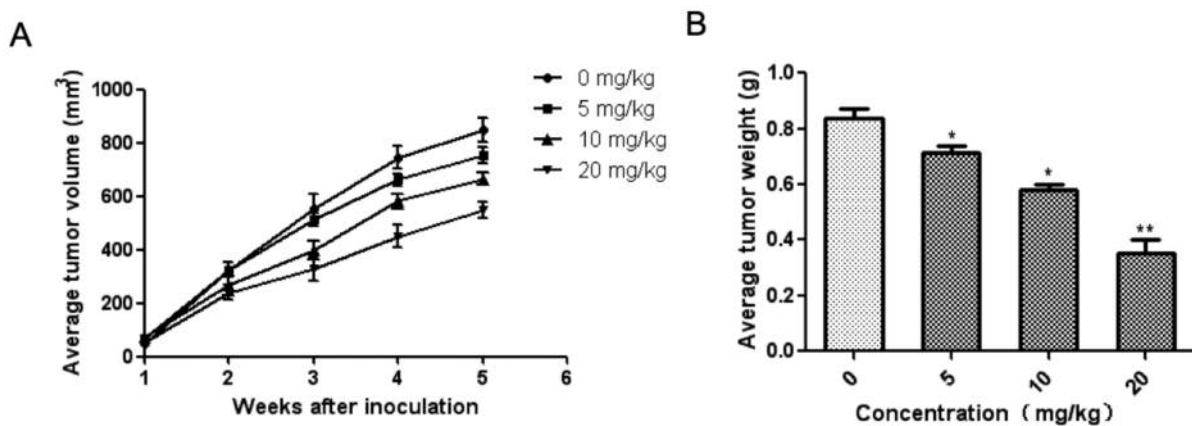 A
Average tumor volume (mm³)
1000
800
600
400
200
0
1 2 3 4 5 6
Weeks after inoculation
0 mg/kg
5 mg/kg
10 mg/kg
20 mg/kg
B
Average tumor weight (g)
1.0
0.8
0.6
0.4
0.2
0.0
* * **
0 5 10 20
Concentration ( mg/kg)